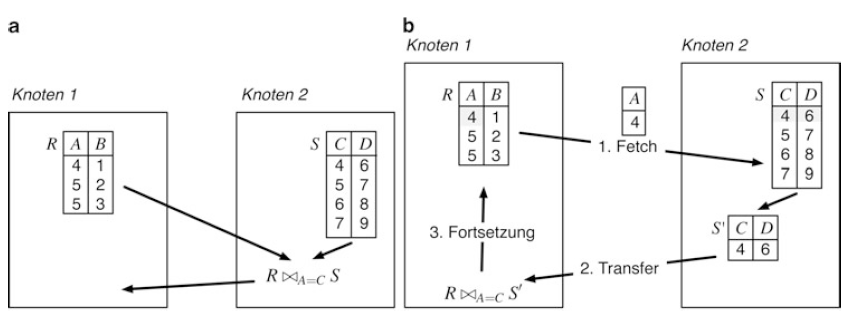 a
Knoten 1
R A B
4 1
5 2
5 3
Knoten 2
S C D
4 6
5 7
6 8
7 9
R ⋈A=C S
b
Knoten 1
R A B
4 1
5 2
5 3
A
4
1. Fetch
Knoten 2
S C D
4 6
5 7
6 8
7 9
S' C D
4 6
2. Transfer
3. Fortsetzung
R ⋈A=C S'